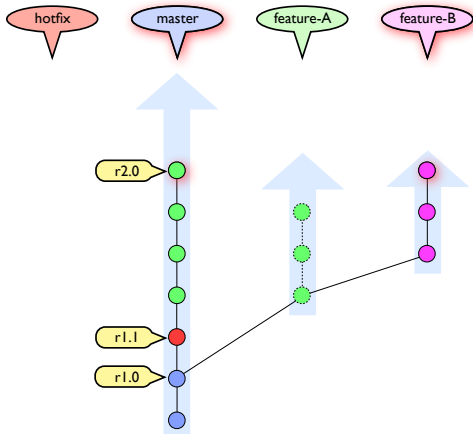 hotfix
master
feature-A
feature-B
r2.0
r1.1
r1.0